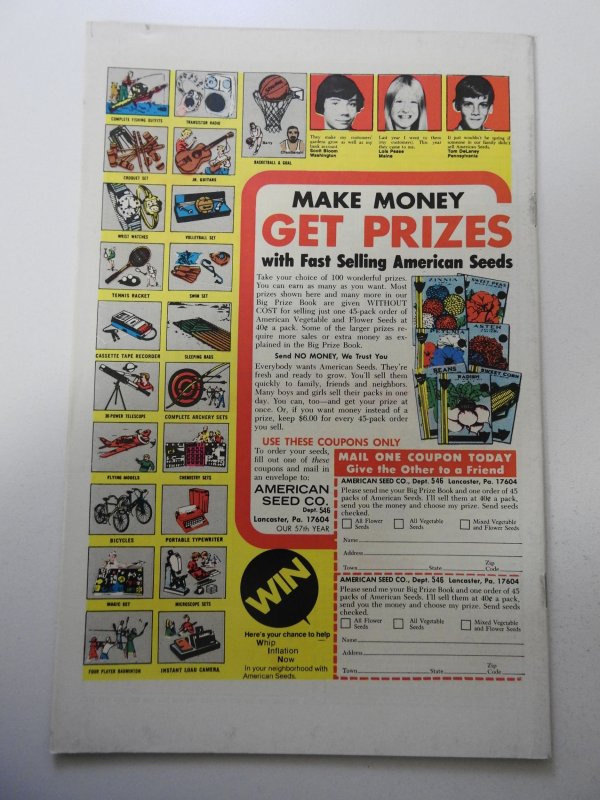 COMPLETE FISHING OUTFITS
TRANSISTOR RADIO
BASKETBALL & GOAL
They make my customers'
gardens grow as well as my
bank account.
Scott Bloom
Washington
Last year I went to them
(my customers). This year
they came to me.
Lois Pease
Maine
It just wouldn't be spring if
someone in our family didn't
sell American Seeds.
Tom DeLaney
Pennsylvania
CROQUET SET
JR. GUITARS
WRIST WATCHES
VOLLEYBALL SET
TENNIS RACKET
SWIM SET
CASSETTE TAPE RECORDER
SLEEPING BAGS
30-POWER TELESCOPE
COMPLETE ARCHERY SETS
FLYING MODELS
CHEMISTRY SETS
BICYCLES
PORTABLE TYPEWRITER
MAGIC SET
MICROSCOPE SETS
FOUR PLAYER BADMINTON
INSTANT LOAD CAMERA
MAKE MONEY
GET PRIZES
with Fast Selling American Seeds
Take your choice of 100 wonderful prizes.
You can earn as many as you want. Most
prizes shown here and many more in our
Big Prize Book are given WITHOUT
COST for selling just one 45-pack order of
American Vegetable and Flower Seeds at
40¢ a pack. Some of the larger prizes re-
quire more sales or extra money as ex-
plained in the Big Prize Book.
Send NO MONEY, We Trust You
Everybody wants American Seeds. They're
fresh and ready to grow. You'll sell them
quickly to family, friends and neighbors.
Many boys and girls sell their packs in one
day. You can, too—and get your prize at
once. Or, if you want money instead of a
prize, keep $6.00 for every 45-pack order
you sell.
ZINNIA
SWEET PEAS
PETUNIA
ASTER
BEANS
RADISH
SWEET CORN
USE THESE COUPONS ONLY
To order your seeds,
fill out one of these
coupons and mail in
an envelope to:
AMERICAN
SEED CO.
Dept. 546
Lancaster, Pa. 17604
OUR 57th YEAR
WIN
Here's your chance to help
Whip
Inflation
Now
In your neighborhood with
American Seeds.
MAIL ONE COUPON TODAY
Give the Other to a Friend
AMERICAN SEED CO., Dept. 546 Lancaster, Pa. 17604
Please send me your Big Prize Book and one order of 45
packs of American Seeds. I'll sell them at 40¢ a pack,
send you the money and choose my prize. Send seeds
checked.
All Flower Seeds
All Vegetable Seeds
Mixed Vegetable and Flower Seeds
Name
Address
Town State Zip Code
AMERICAN SEED CO., Dept. 546 Lancaster, Pa. 17604
Please send me your Big Prize Book and one order of 45
packs of American Seeds. I'll sell them at 40¢ a pack,
send you the money and choose my prize. Send seeds
checked.
All Flower Seeds
All Vegetable Seeds
Mixed Vegetable and Flower Seeds
Name
Address
Town State Zip Code